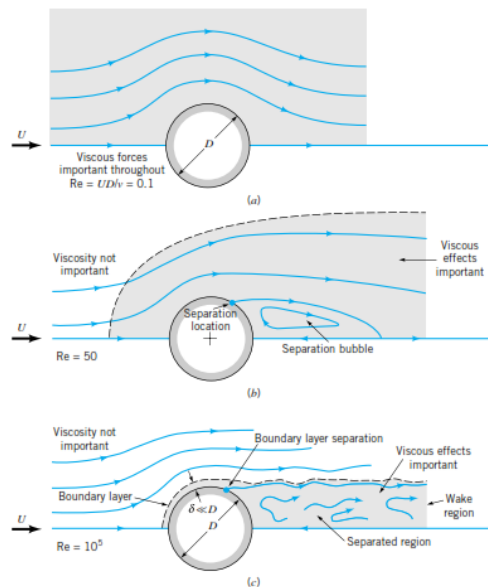 U
D
Viscous forces
important throughout
Re = UD/ν = 0.1
(a)
Viscosity not
important
Viscous
effects
important
Separation
location
Separation bubble
U
Re = 50
(b)
Viscosity not
important
Boundary layer separation
Viscous effects
important
Boundary layer
δ ≪ D
D
Wake
region
U
Separated region
Re = 10⁵
(c)